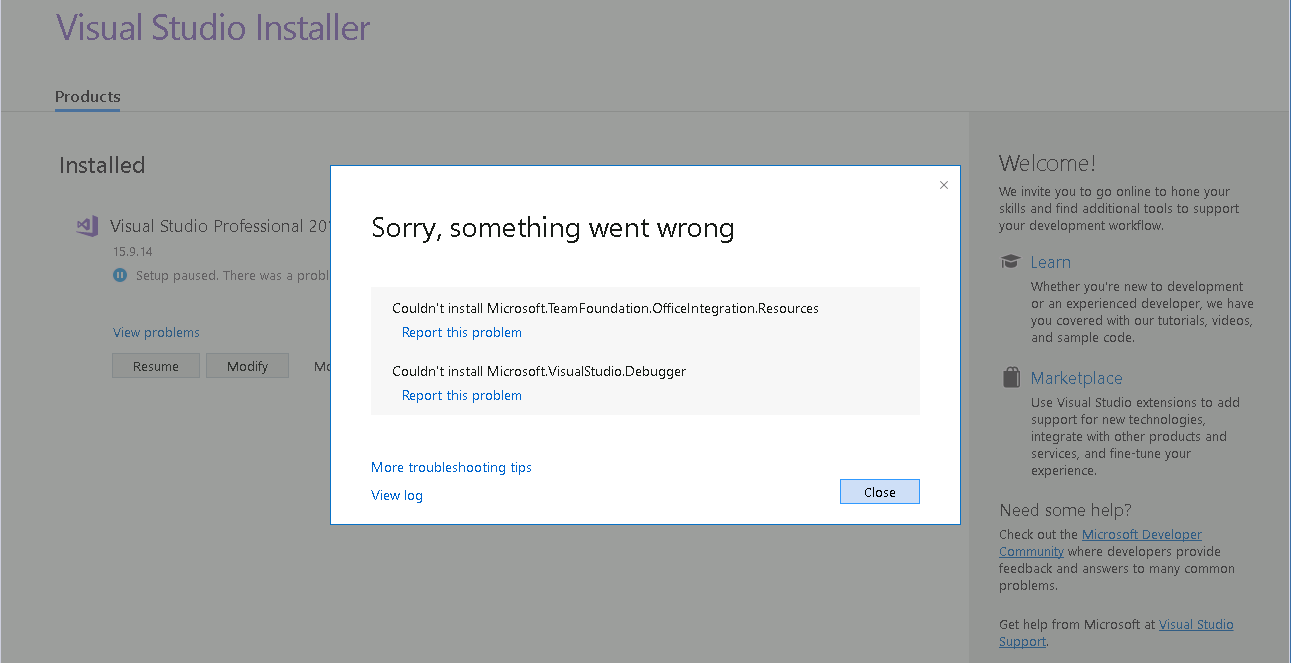 Visual Studio Installer
Products
Installed
Visual Studio Professional
15.9.14
Setup paused. There was a
View problems
Resume
Modify
Sorry, something went wrong
Couldn't install Microsoft.TeamFoundation.OfficeIntegration.Resources
Report this problem
Couldn't install Microsoft.VisualStudio.Debugger
Report this problem
More troubleshooting tips
View log
Close
Welcome!
We invite you to go online to hone your
skills and find additional tools to support
your development workflow.
Learn
Whether you're new to development
or an experienced developer, we have
you covered with our tutorials, videos,
and sample code.
Marketplace
Use Visual Studio extensions to add
support for new technologies,
integrate with other products and
services, and fine-tune your
experience.
Need some help?
Check out the Microsoft Developer
Community where developers provide
feedback and answers to many common
problems.
Get help from Microsoft at Visual Studio
Support.